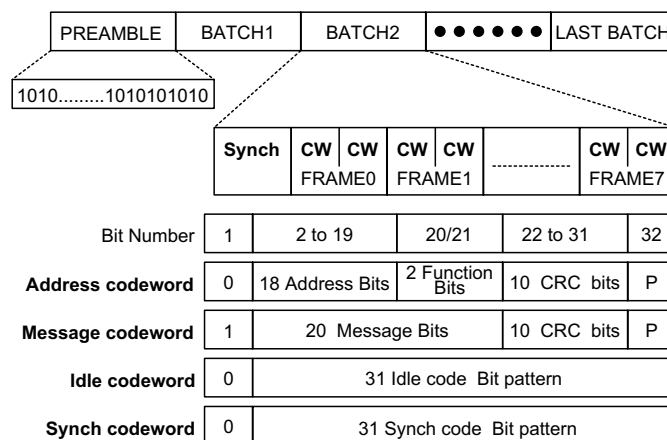 PREAMBLE BATCH1 BATCH2 ●●●●●● LAST BATCH
1010.........1010101010
Synch CW CW CW CW .................. CW CW
FRAME0 FRAME1 FRAME7
Bit Number 1 2 to 19 20/21 22 to 31 32
Address codeword 0 18 Address Bits 2 Function Bits 10 CRC bits P
Message codeword 1 20 Message Bits 10 CRC bits P
Idle codeword 0 31 Idle code Bit pattern
Synch codeword 0 31 Synch code Bit pattern